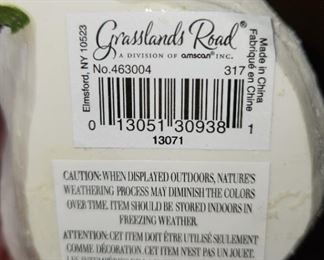 Grasslands Road®
A DIVISION OF amscan® INC.
No.463004 317
Elmsford, NY 10523
Made in China
Fabriqué en Chine
0 13051 30938 1
13071
CAUTION: WHEN DISPLAYED OUTDOORS, NATURE'S
WEATHERING PROCESS MAY DIMINISH THE COLORS
OVER TIME. ITEM SHOULD BE STORED INDOORS IN
FREEZING WEATHER.
ATTENTION: CET ITEM DOIT ÊTRE UTILISÉ SEULEMENT
COMME DÉCORATION. CET ITEM N'EST PAS UN JOUET.